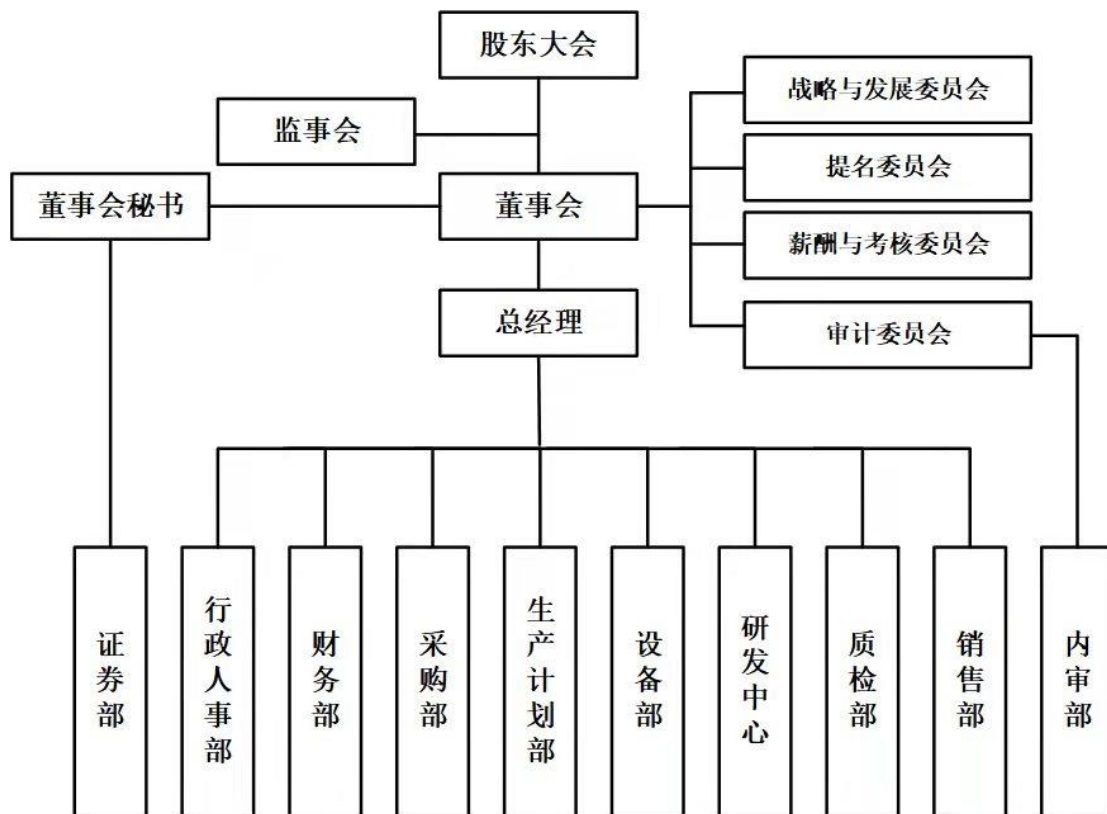 股东大会
监事会
战略与发展委员会
提名委员会
董事会秘书
董事会
薪酬与考核委员会
总经理
审计委员会
证券部
行政人事部
财务部
采购部
生产计划部
设备部
研发中心
质检部
销售部
内审部